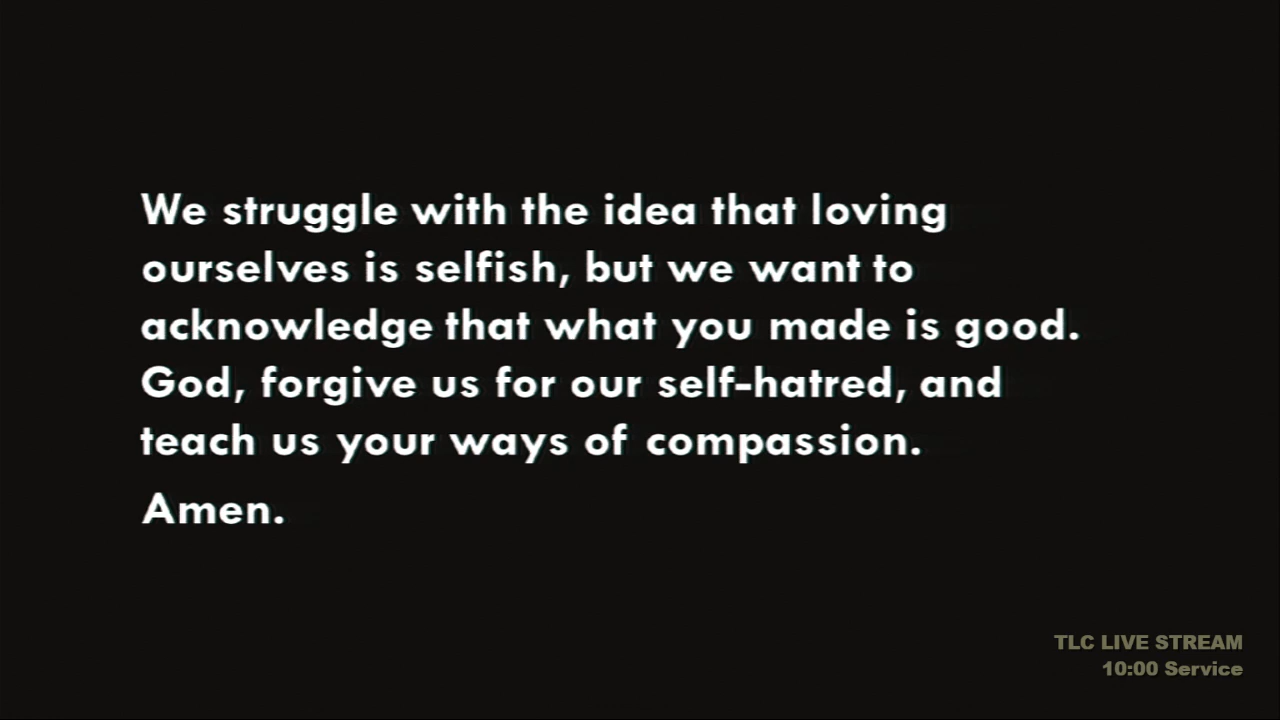 We struggle with the idea that loving
ourselves is selfish, but we want to
acknowledge that what you made is good.
God, forgive us for our self-hatred, and
teach us your ways of compassion.
Amen.
TLC LIVE STREAM
10:00 Service